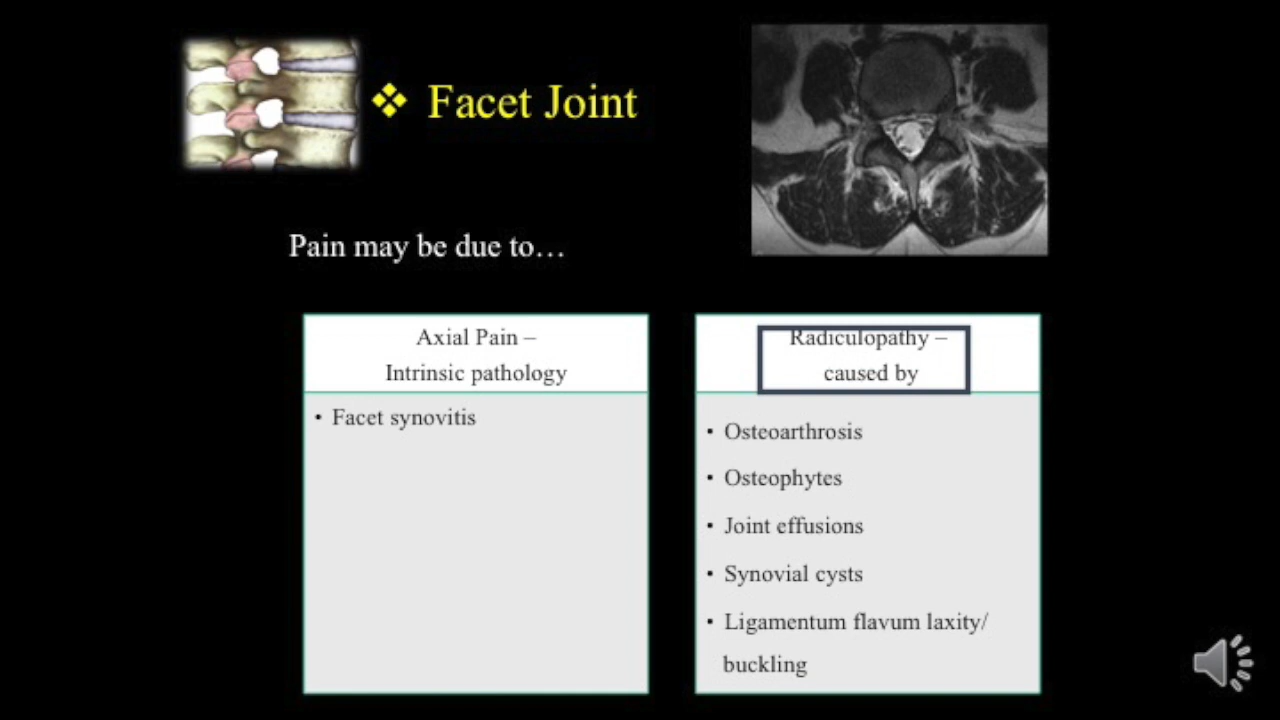 ❖ Facet Joint
Pain may be due to…
Axial Pain –
Intrinsic pathology
• Facet synovitis
Radiculopathy –
caused by
• Osteoarthrosis
• Osteophytes
• Joint effusions
• Synovial cysts
• Ligamentum flavum laxity/
buckling